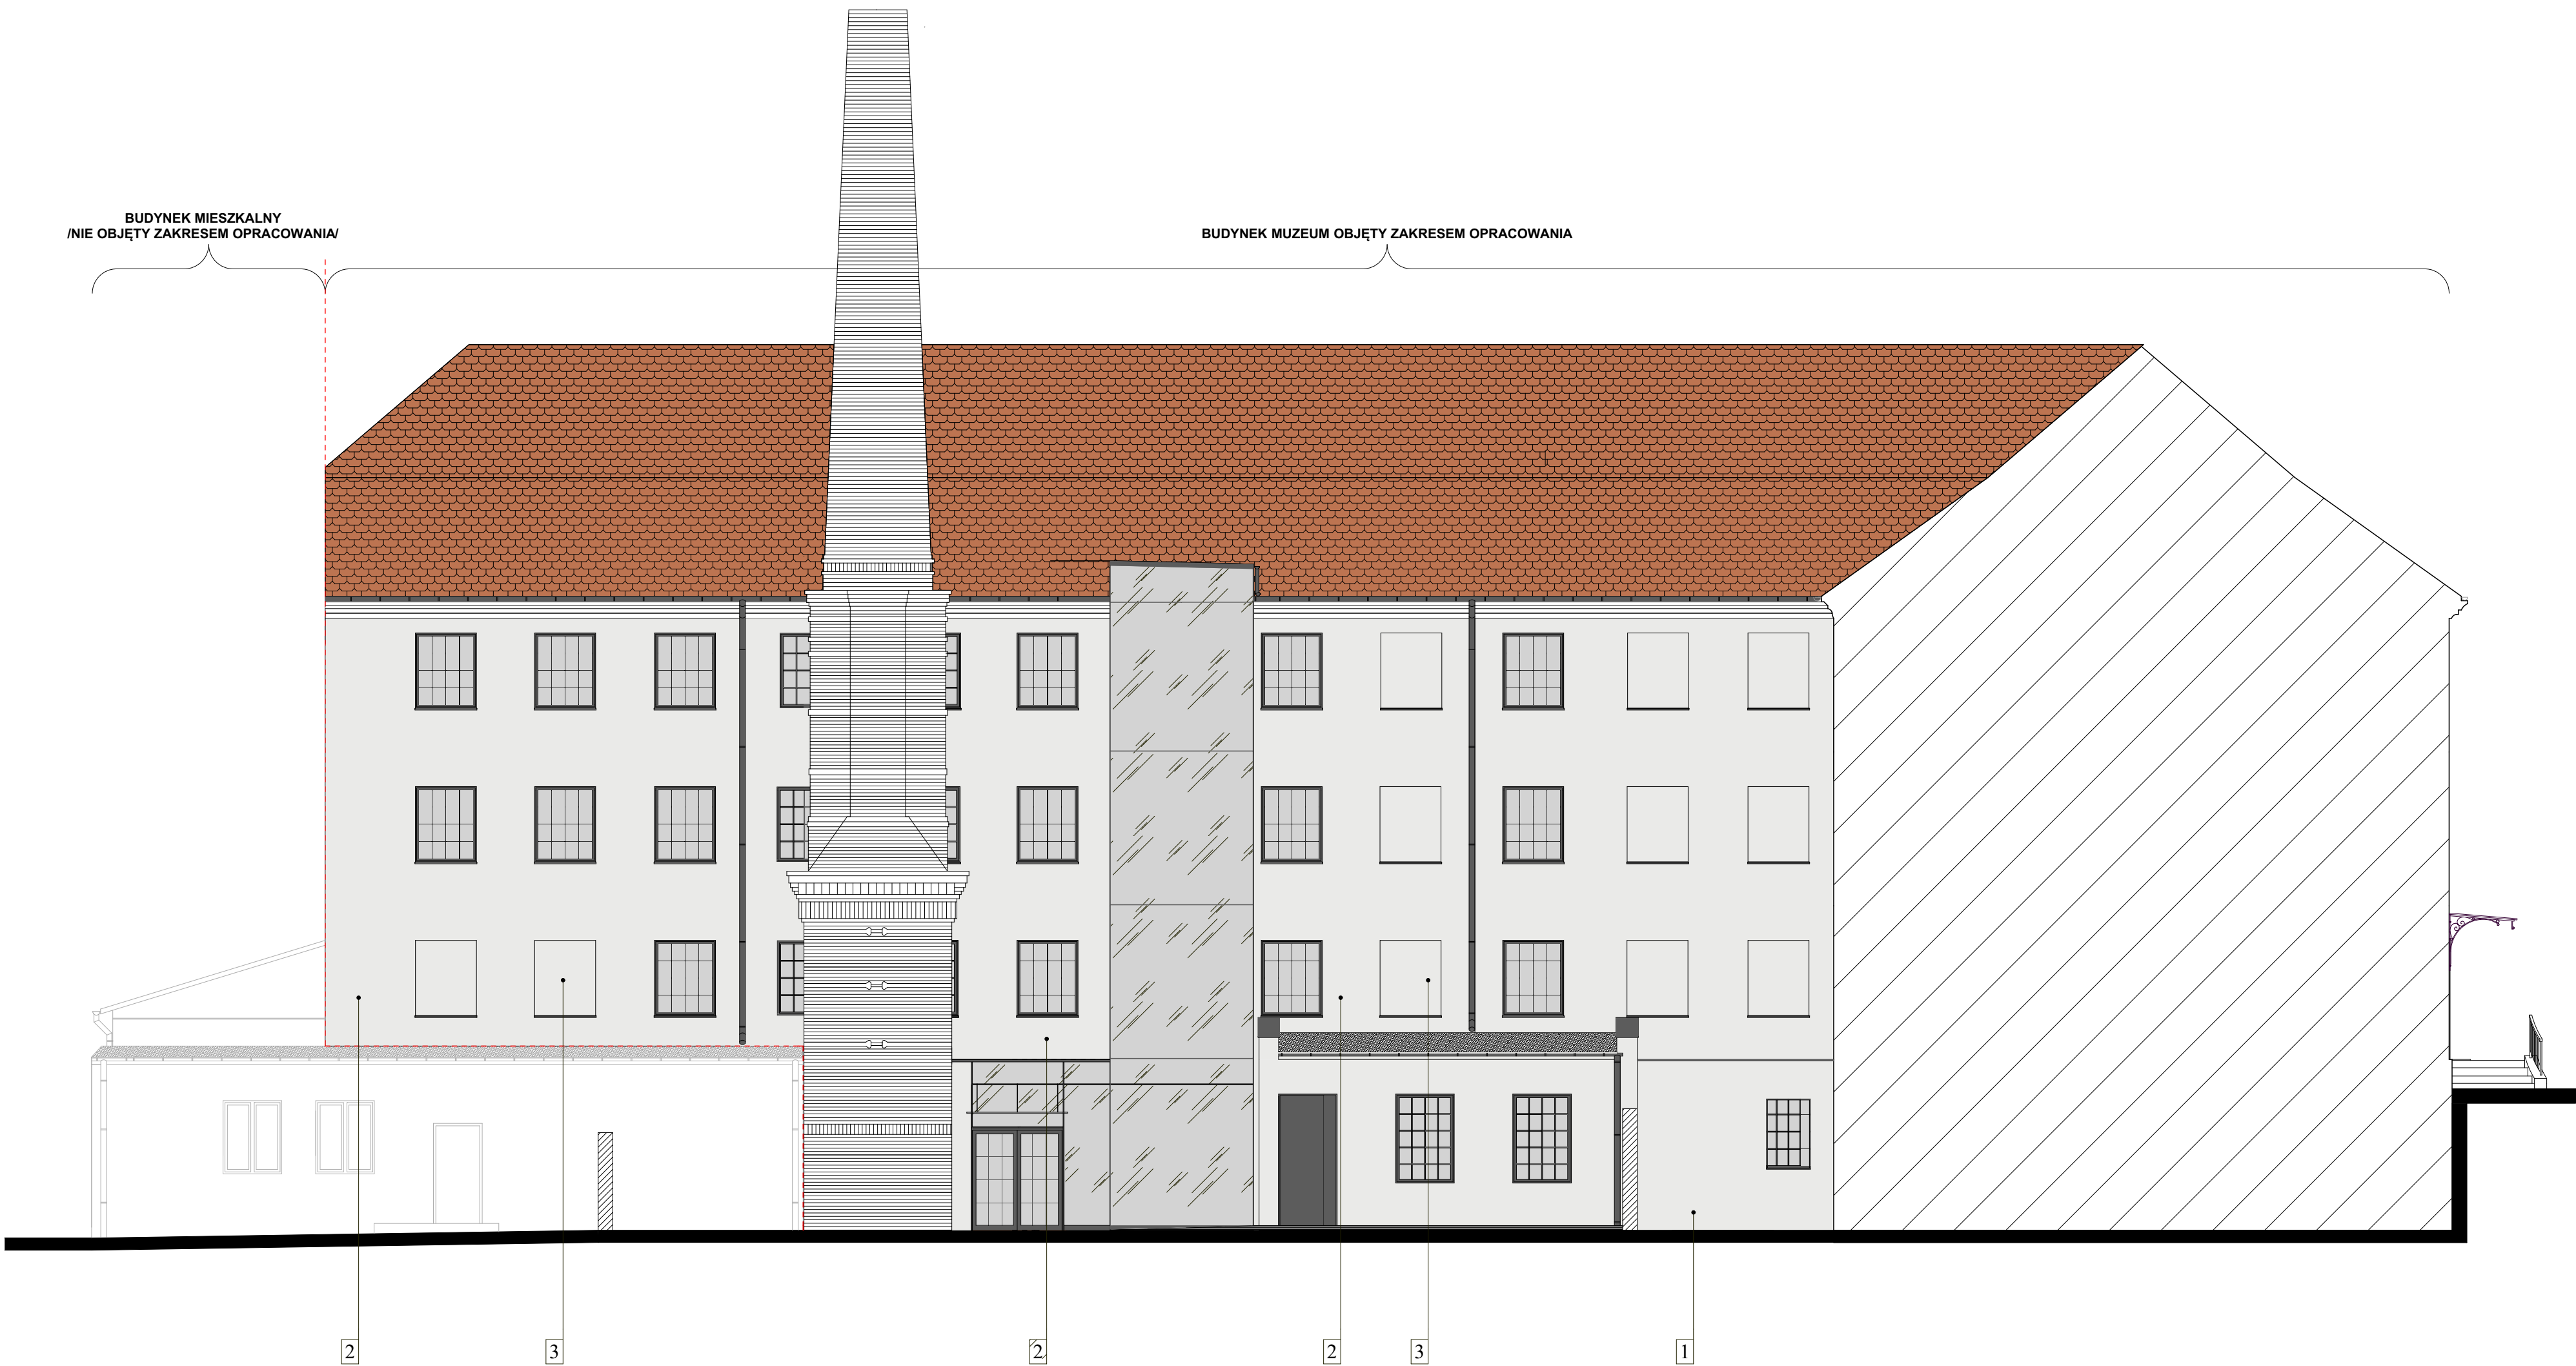 BUDYNEK MIESZKALNY
/NIE OBJĘTY ZAKRESEM OPRACOWANIA/
BUDYNEK MUZEUM OBJĘTY ZAKRESEM OPRACOWANIA
2
3
2
2
3
1